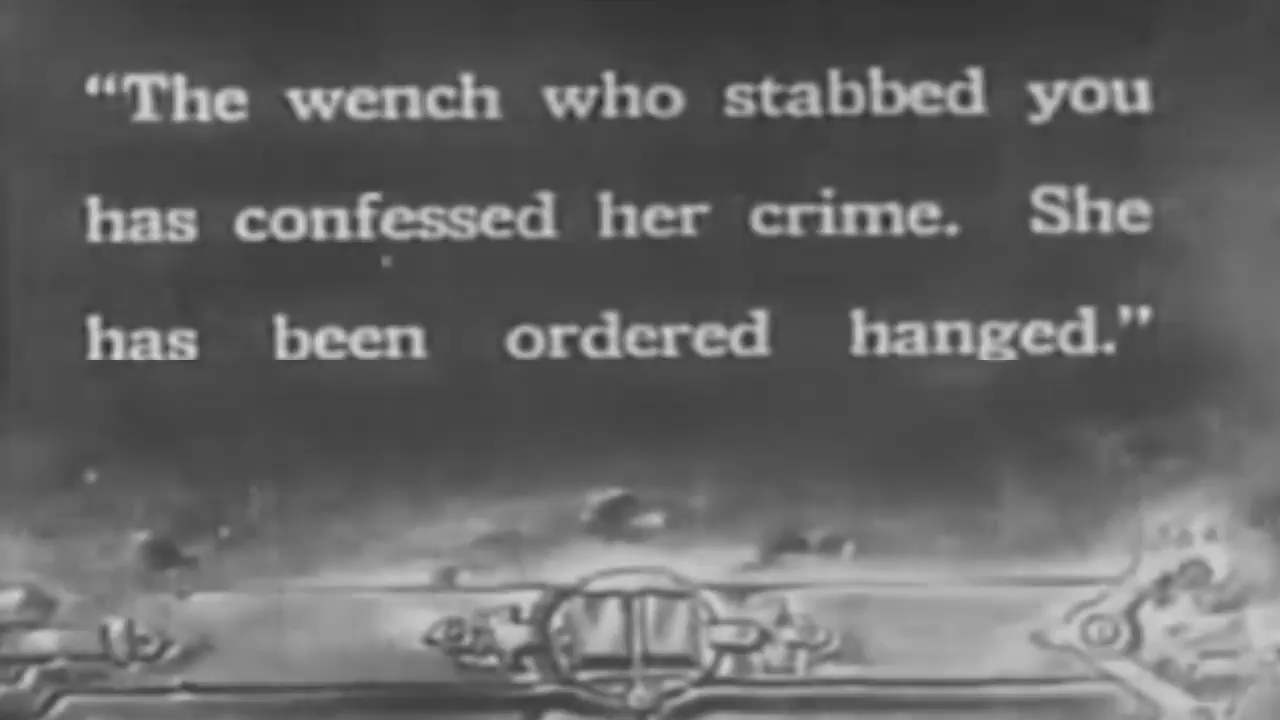 “The wench who stabbed you
has confessed her crime. She
has been ordered hanged.”